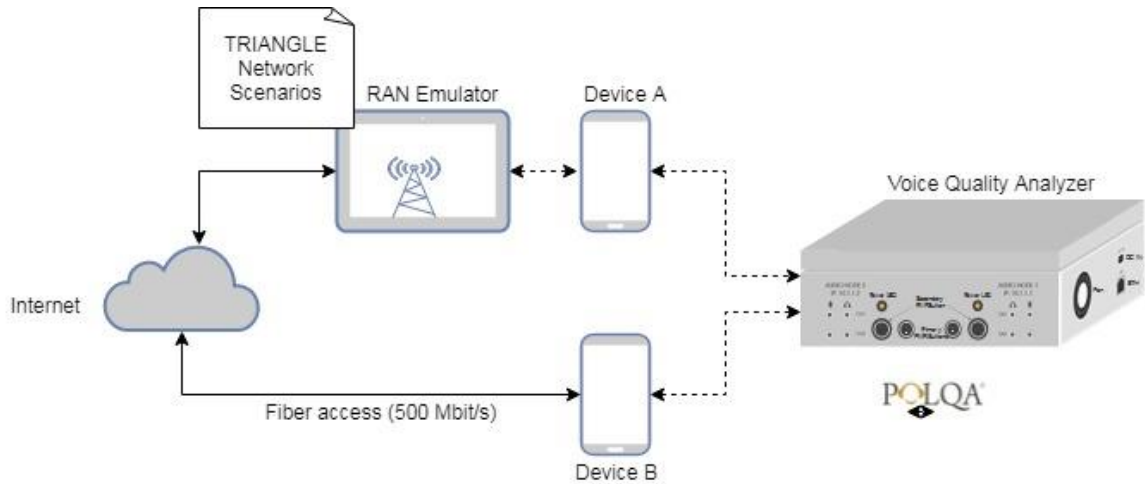 TRIANGLE
Network
Scenarios
RAN Emulator
Device A
Voice Quality Analyzer
Internet
Fiber access (500 Mbit/s)
Device B
POLQA®